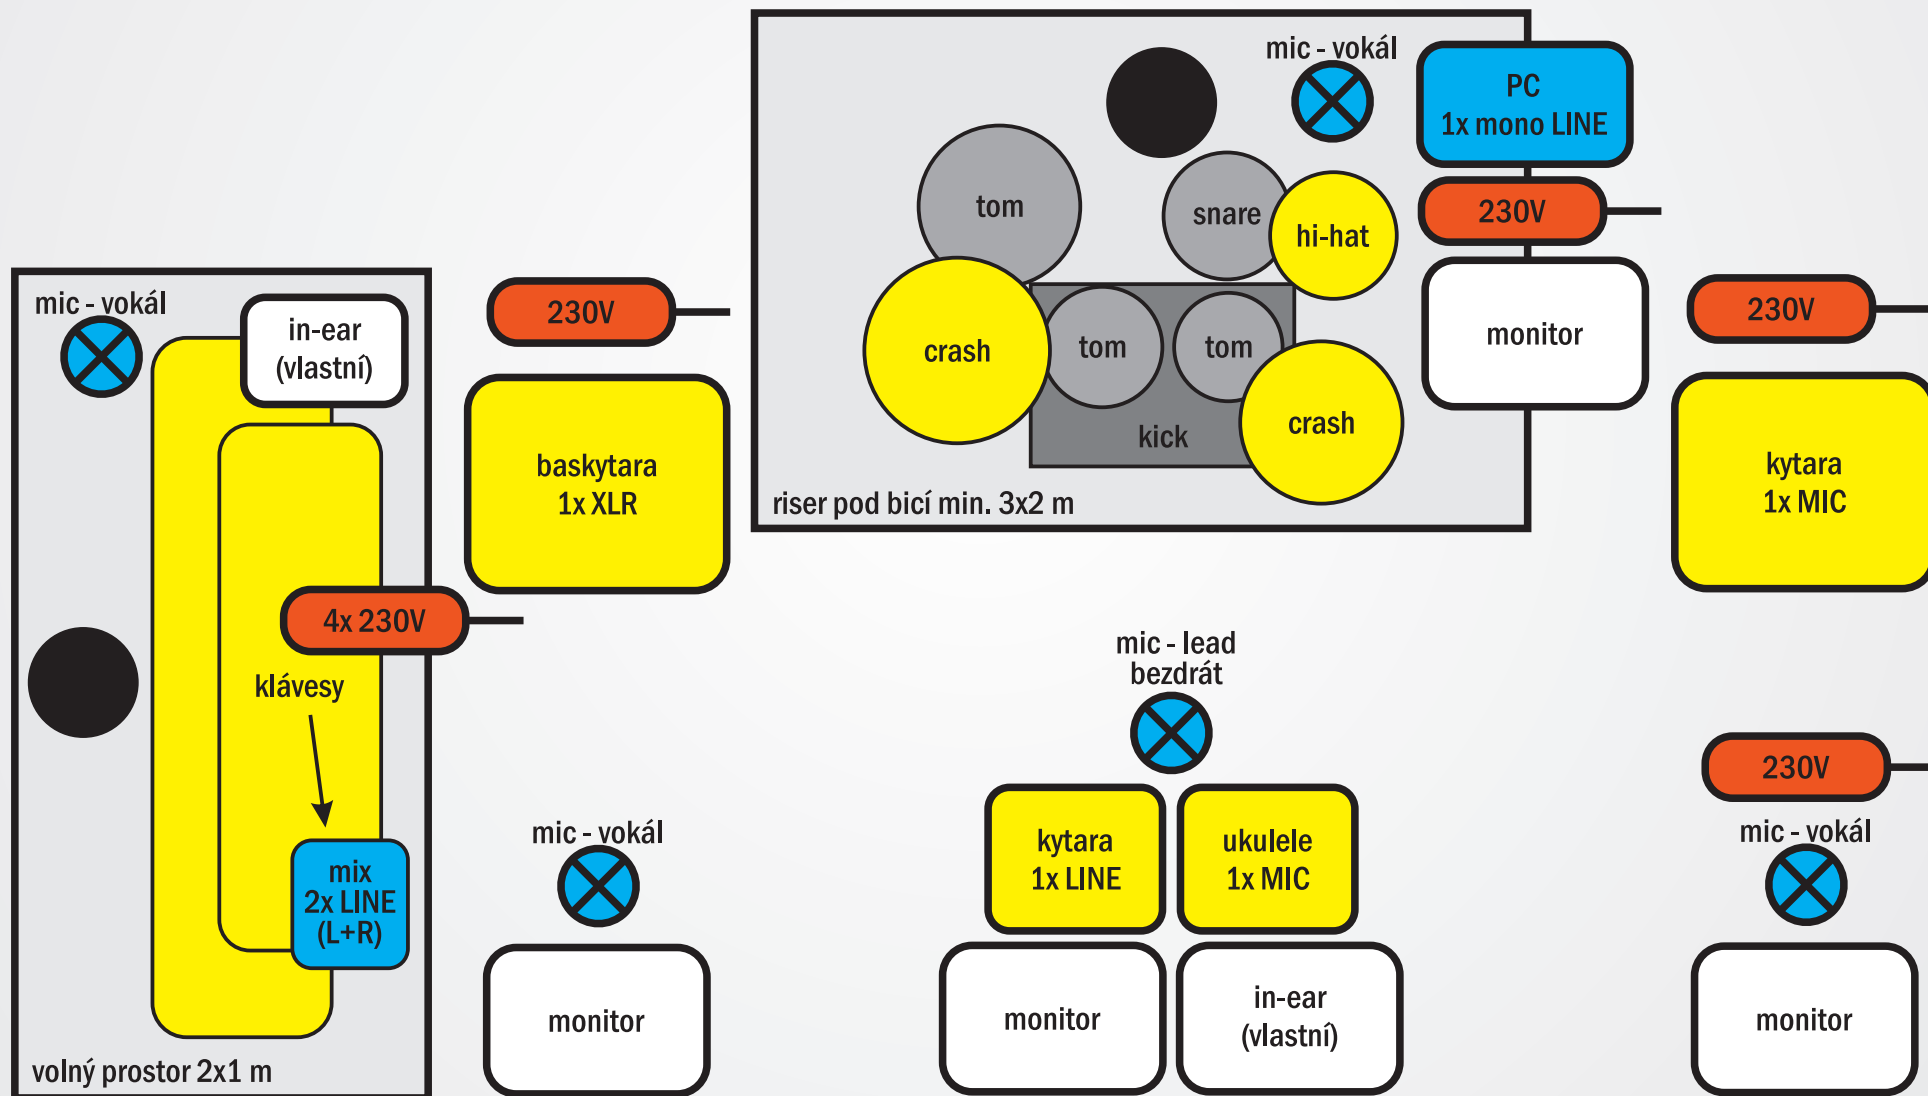 mic - vokál
PC
1x mono LINE
tom
snare
hi-hat
230V
monitor
crash
tom
tom
crash
kick
riser pod bicí min. 3x2 m
mic - vokál
in-ear
(vlastní)
230V
baskytara
1x XLR
4x 230V
klávesy
mix
2x LINE
(L+R)
volný prostor 2x1 m
230V
kytara
1x MIC
mic - vokál
monitor
mic - lead
bezdrát
kytara
1x LINE
ukulele
1x MIC
monitor
in-ear
(vlastní)
230V
mic - vokál
monitor